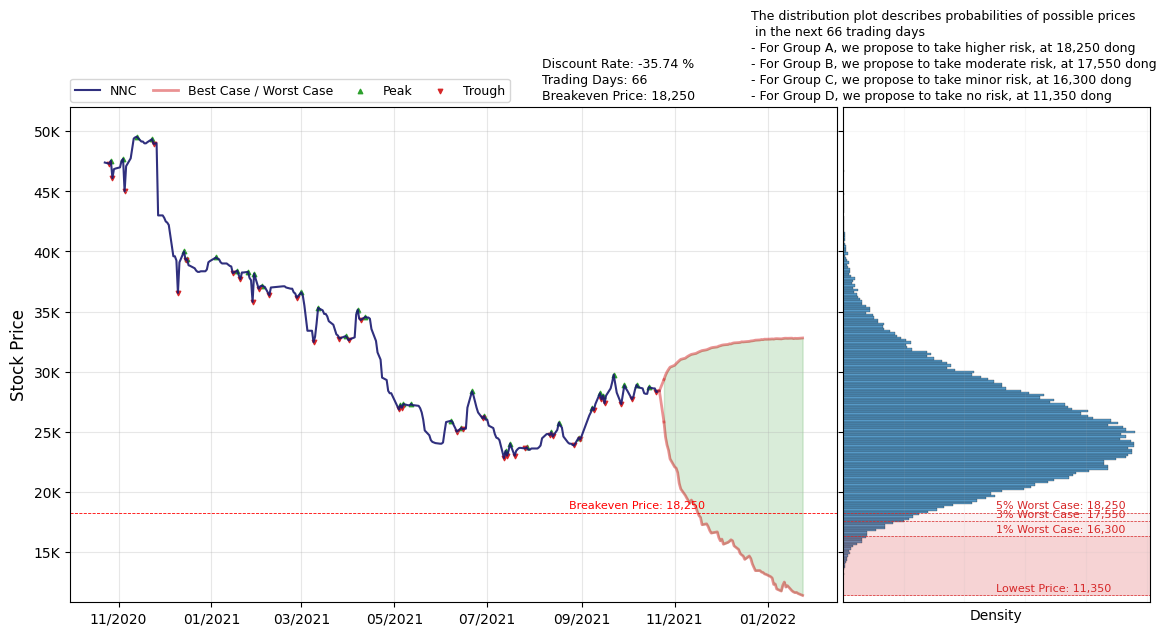 The distribution plot describes probabilities of possible prices
in the next 66 trading days
- For Group A, we propose to take higher risk, at 18,250 dong
- For Group B, we propose to take moderate risk, at 17,550 dong
- For Group C, we propose to take minor risk, at 16,300 dong
- For Group D, we propose to take no risk, at 11,350 dong
Discount Rate: -35.74 %
Trading Days: 66
Breakeven Price: 18,250
NNC
Best Case / Worst Case
Peak
Trough
Stock Price
50K
45K
40K
35K
30K
25K
20K
15K
Breakeven Price: 18,250
5% Worst Case: 18,250
3% Worst Case: 17,550
1% Worst Case: 16,300
Lowest Price: 11,350
11/2020
01/2021
03/2021
05/2021
07/2021
09/2021
11/2021
01/2022
Density